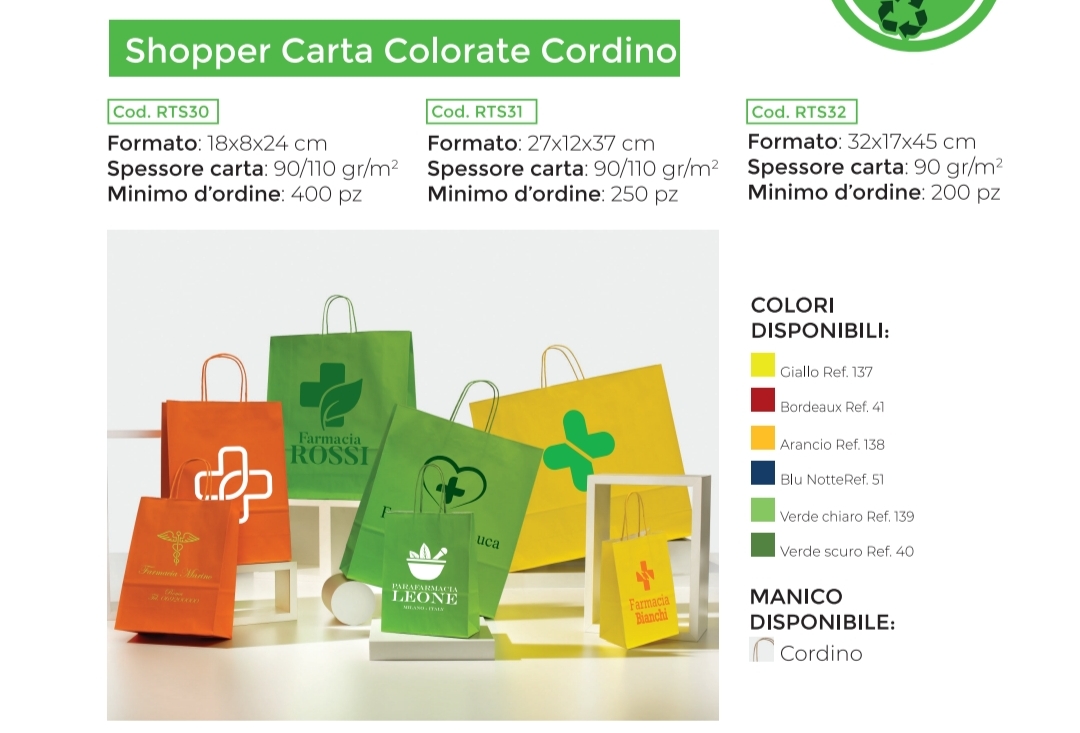 Shopper Carta Colorate Cordino
Cod. RTS30
Formato: 18x8x24 cm
Spessore carta: 90/110 gr/m²
Minimo d'ordine: 400 pz
Cod. RTS31
Formato: 27x12x37 cm
Spessore carta: 90/110 gr/m²
Minimo d'ordine: 250 pz
Cod. RTS32
Formato: 32x17x45 cm
Spessore carta: 90 gr/m²
Minimo d'ordine: 200 pz
Farmacia
ROSSI
uca
Farmacia Marino
PARAFARMACIA
LEONE
MILANO - ITALY
Farmacia
Bianchi
COLORI
DISPONIBILI:
Giallo Ref. 137
Bordeaux Ref. 41
Arancio Ref. 138
Blu NotteRef. 51
Verde chiaro Ref. 139
Verde scuro Ref. 40
MANICO
DISPONIBILE:
Cordino